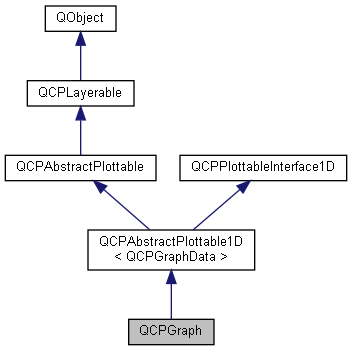 QObject
QCPLayerable
QCPAbstractPlottable
QCPPlottableInterface1D
QCPAbstractPlottable1D
< QCPGraphData >
QCPGraph